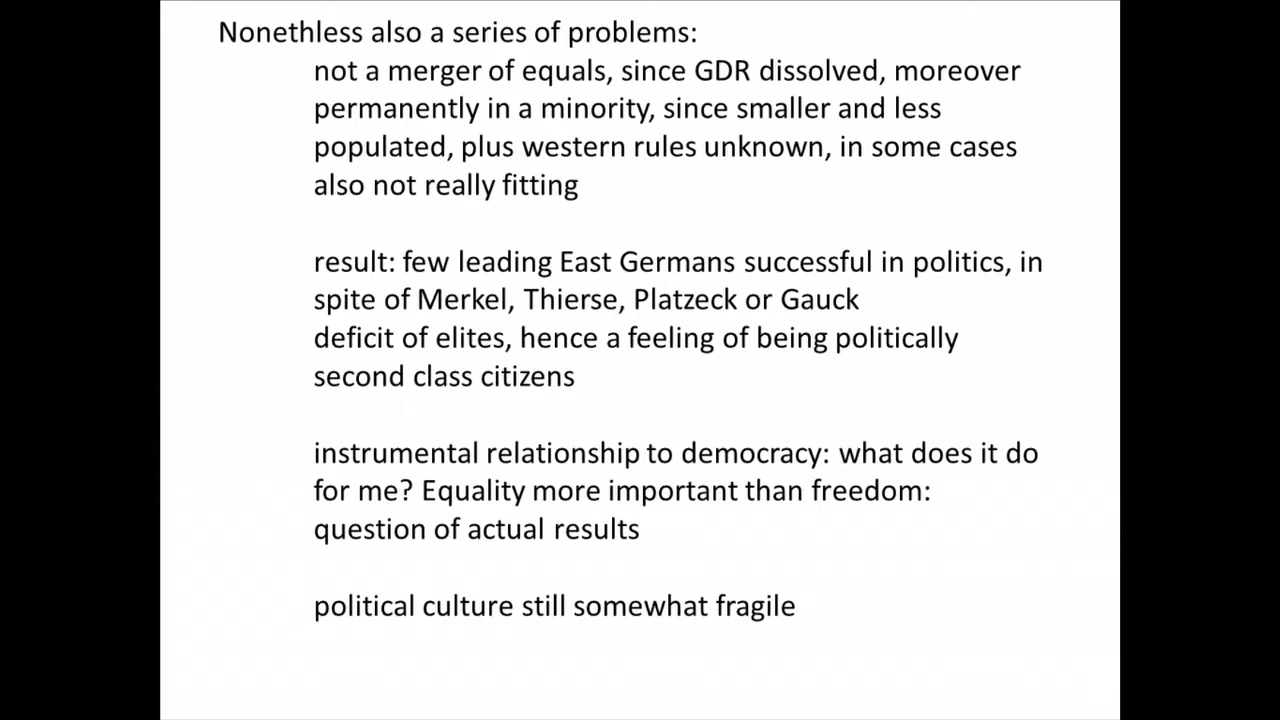 Nonethless also a series of problems:
not a merger of equals, since GDR dissolved, moreover
permanently in a minority, since smaller and less
populated, plus western rules unknown, in some cases
also not really fitting
result: few leading East Germans successful in politics, in
spite of Merkel, Thierse, Platzeck or Gauck
deficit of elites, hence a feeling of being politically
second class citizens
instrumental relationship to democracy: what does it do
for me? Equality more important than freedom:
question of actual results
political culture still somewhat fragile